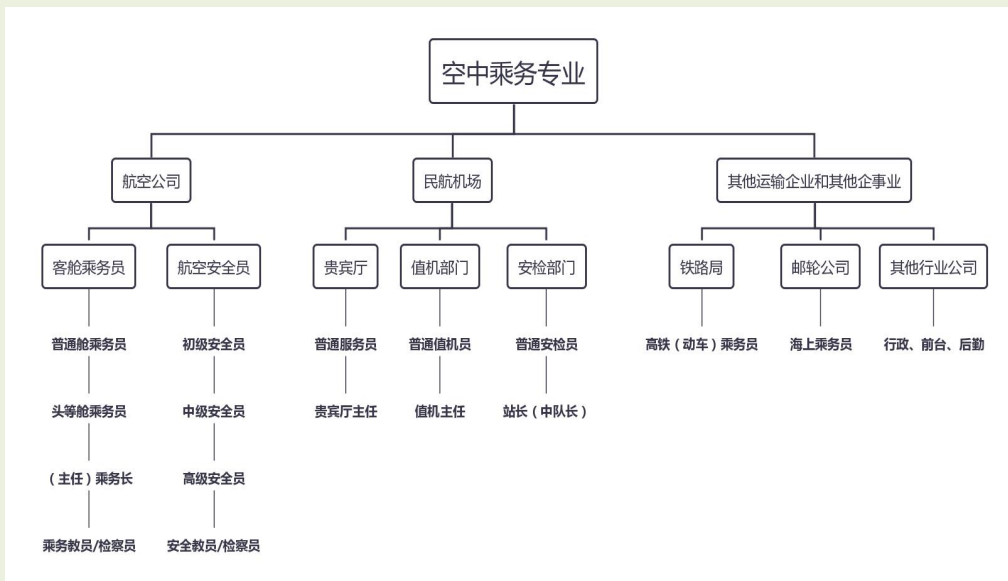 空中乘务专业
航空公司
民航机场
其他运输企业和其他企事业
客舱乘务员
航空安全员
贵宾厅
值机部门
安检部门
铁路局
邮轮公司
其他行业公司
普通舱乘务员
初级安全员
普通服务员
普通值机员
普通安检员
高铁（动车）乘务员
海上乘务员
行政、前台、后勤
头等舱乘务员
中级安全员
贵宾厅主任
值机主任
站长（中队长）
（主任）乘务长
高级安全员
乘务教员/检察员
安全教员/检察员